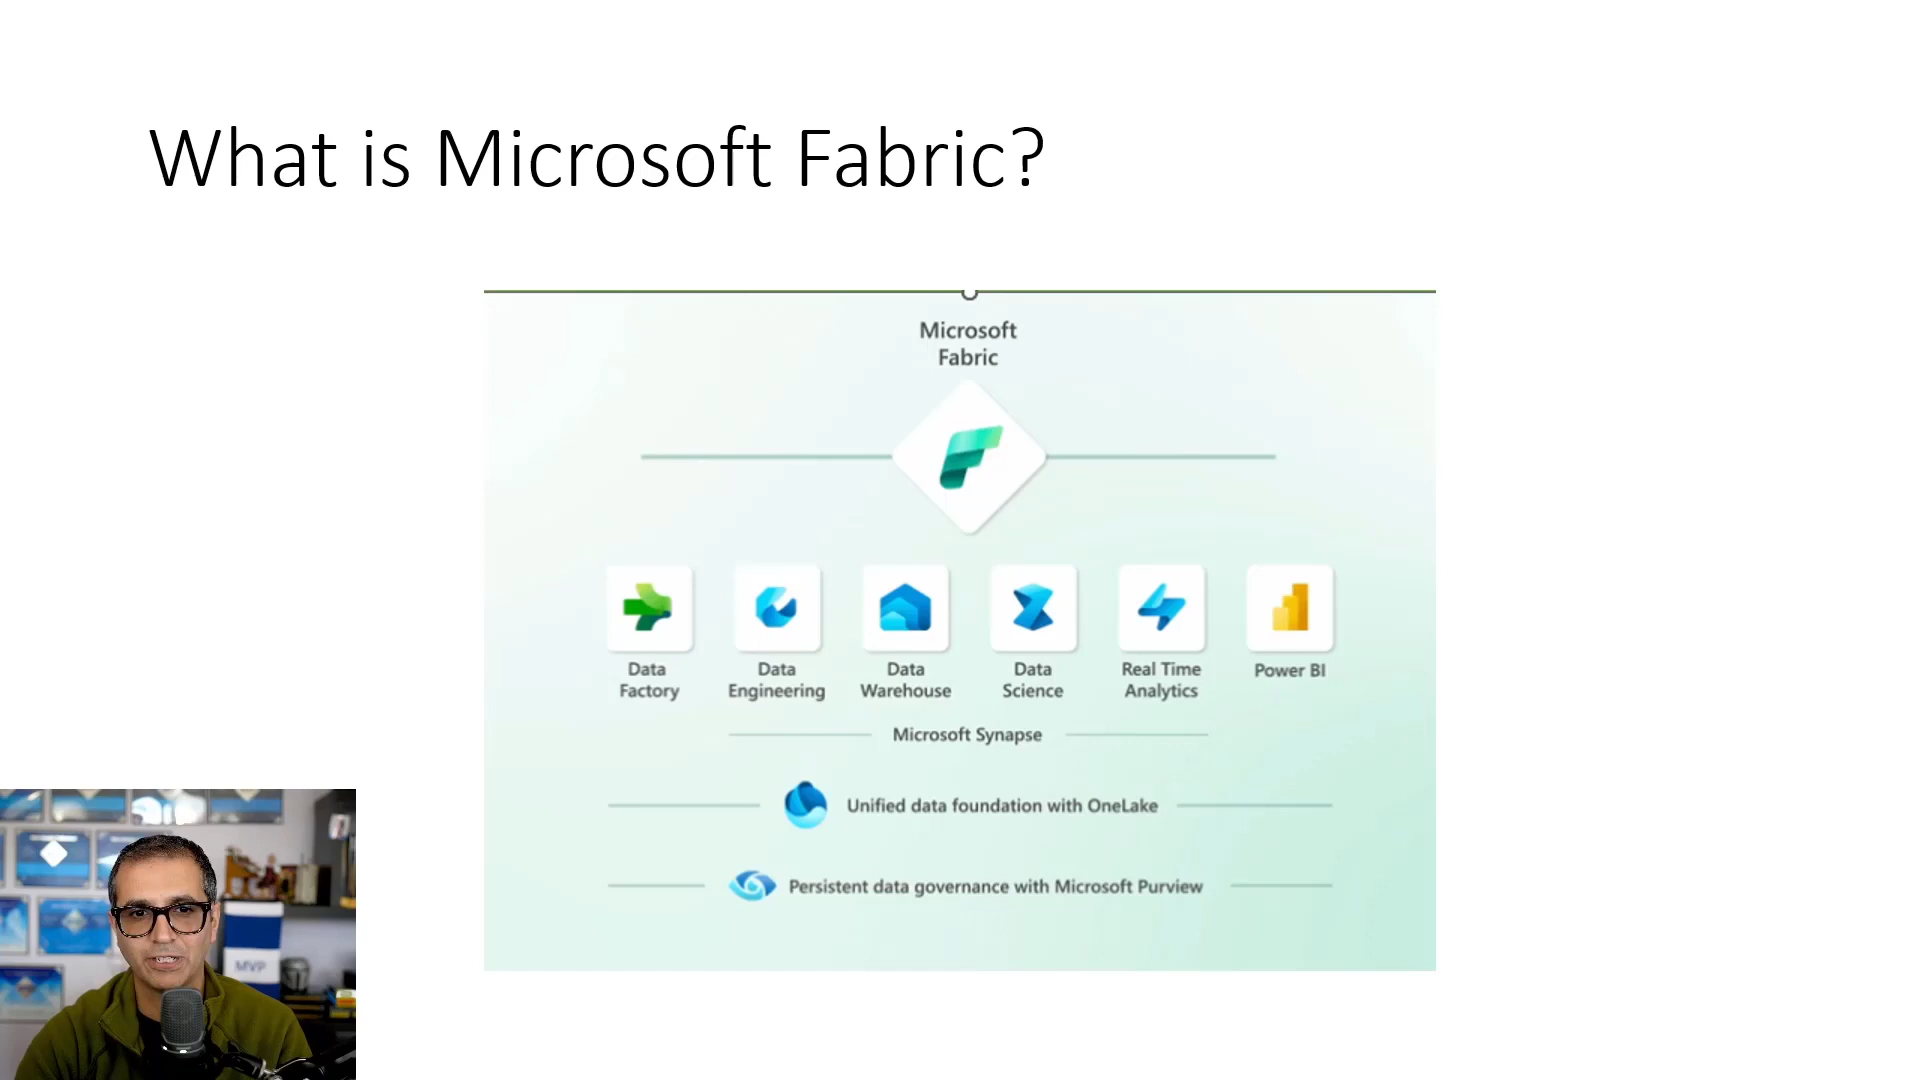 What is Microsoft Fabric?
Microsoft
Fabric
Data
Factory
Data
Engineering
Data
Warehouse
Data
Science
Real Time
Analytics
Power BI
Microsoft Synapse
Unified data foundation with OneLake
Persistent data governance with Microsoft Purview
MVP